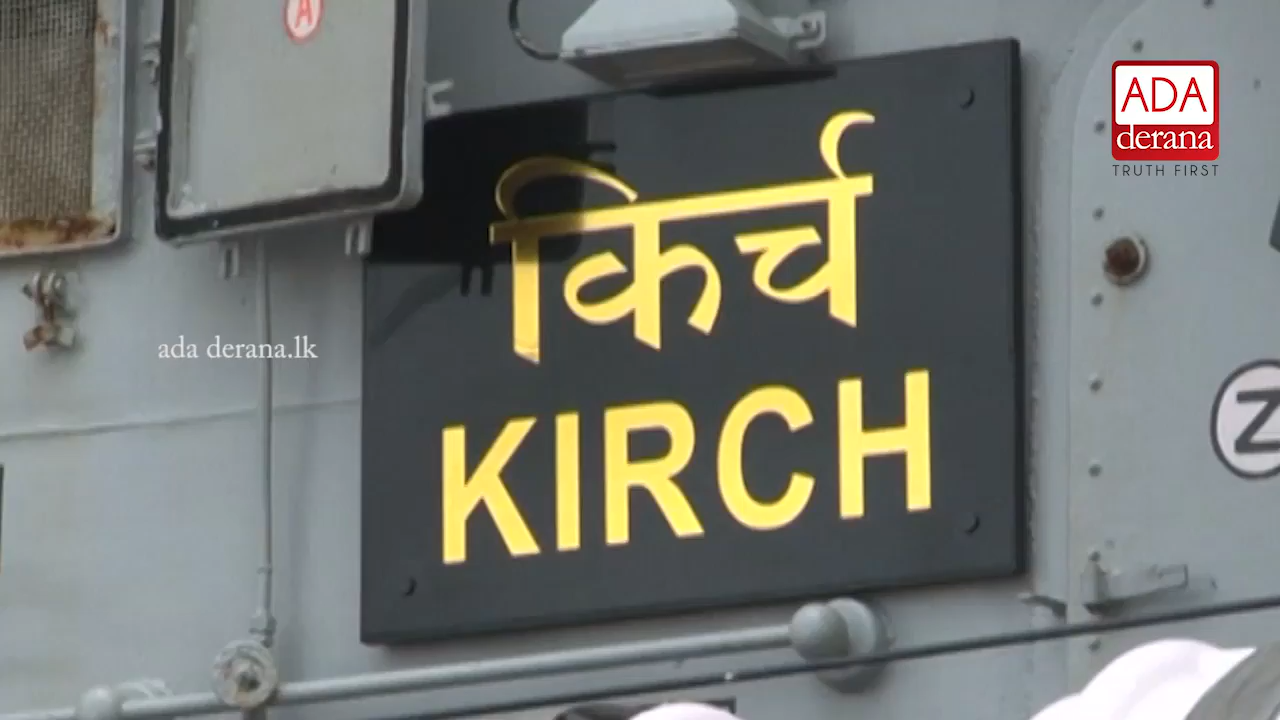 A
ADA
derana
TRUTH FIRST
किर्च
ada derana.lk
KIRCH
Z